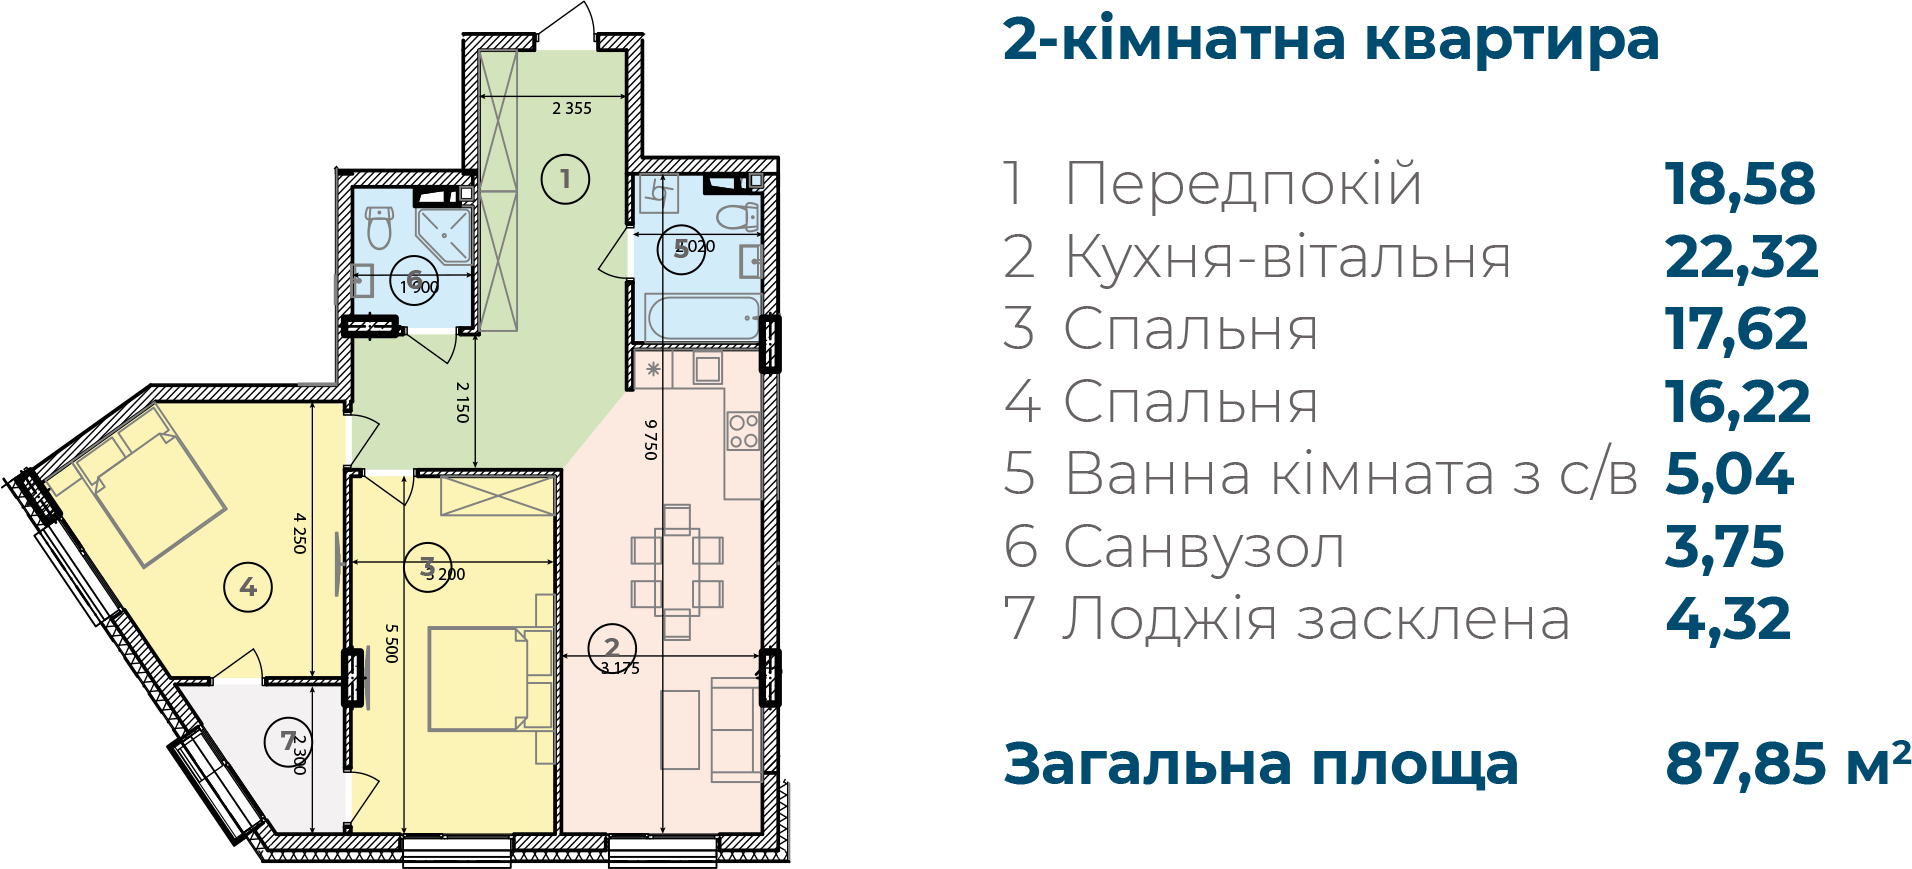 2-кімнатна квартира
1 Передпокій 18,58
2 Кухня-вітальня 22,32
3 Спальня 17,62
4 Спальня 16,22
5 Ванна кімната з с/в 5,04
6 Санвузол 3,75
7 Лоджія засклена 4,32
Загальна площа 87,85 м²
2 355
1
5
2 020
6
1 900
2 150
9 750
4 250
3
3 200
4
5 500
2
3 175
7
2 300